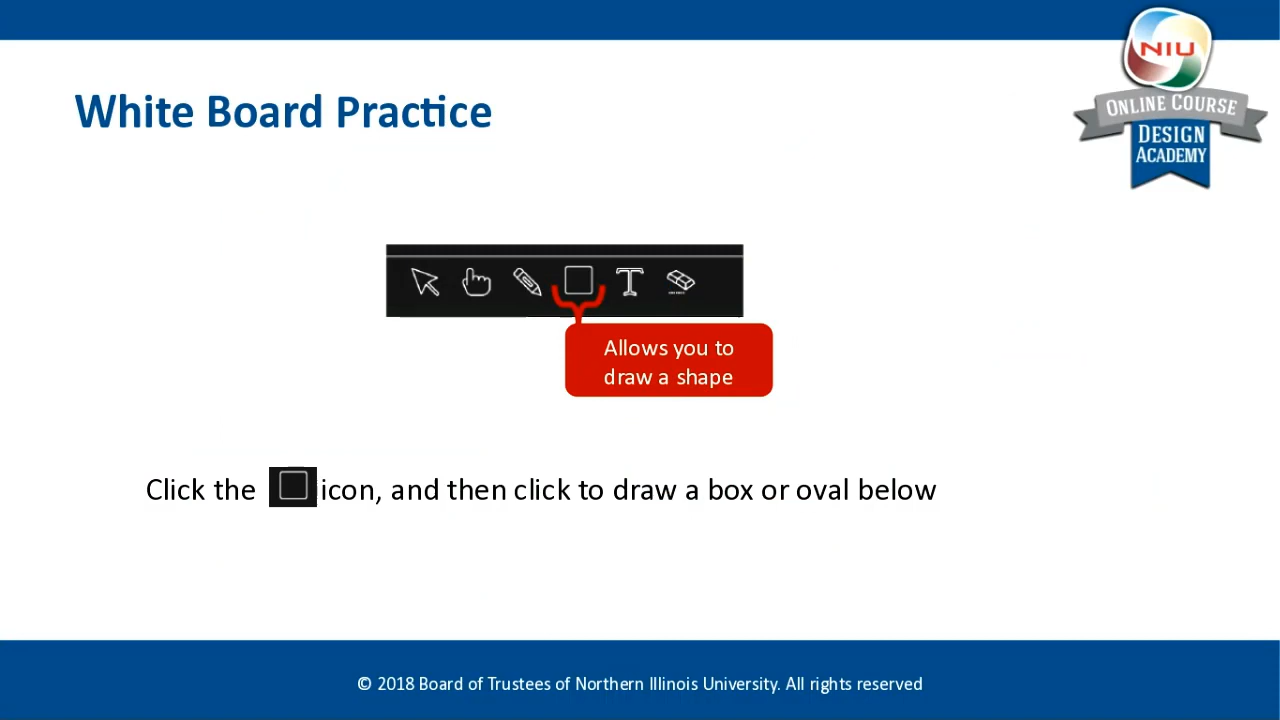 NIU
ONLINE COURSE
DESIGN
ACADEMY
White Board Practice
T
Allows you to
draw a shape
Click the icon, and then click to draw a box or oval below
© 2018 Board of Trustees of Northern Illinois University. All rights reserved